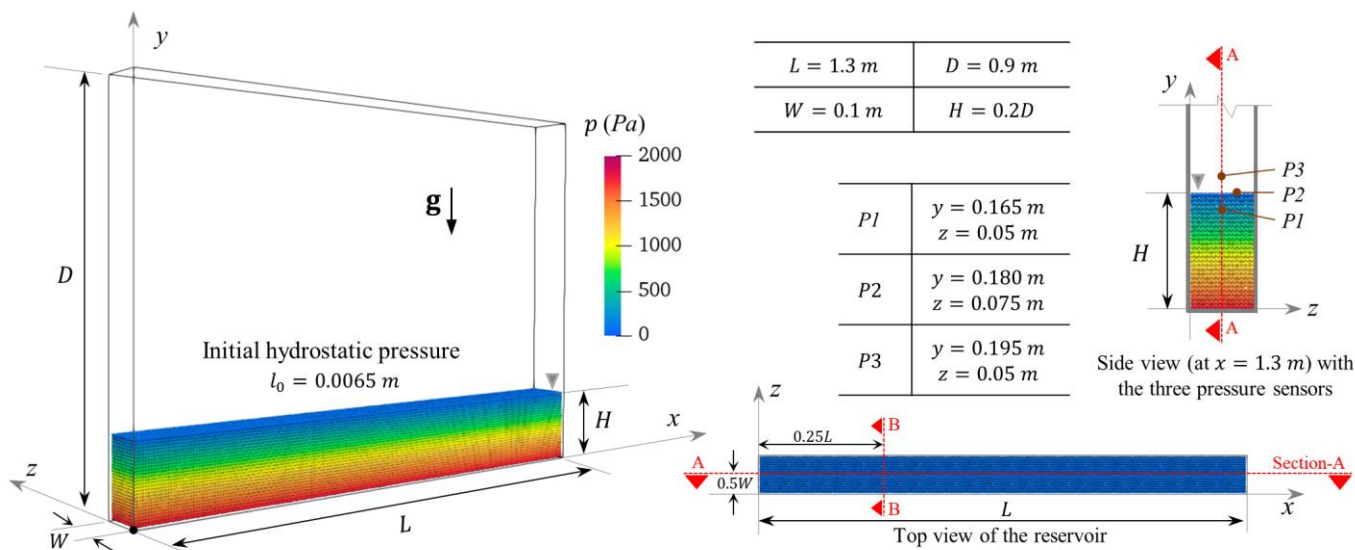 y
p (Pa)
2000
1000
500
0
g
D
Initial hydrostatic pressure
l₀ = 0.0065 m
H
x
z
L
W
L = 1.3 m D = 0.9 m
W = 0.1 m H = 0.2D
P1 y = 0.165 m
z = 0.05 m
P2 y = 0.180 m
z = 0.075 m
P3 y = 0.195 m
z = 0.05 m
A
y
P3
P2
P1
H
z
A
Side view (at x = 1.3 m) with
the three pressure sensors
z
B
0.25L
A
Section-A
0.5W
B
x
L
Top view of the reservoir